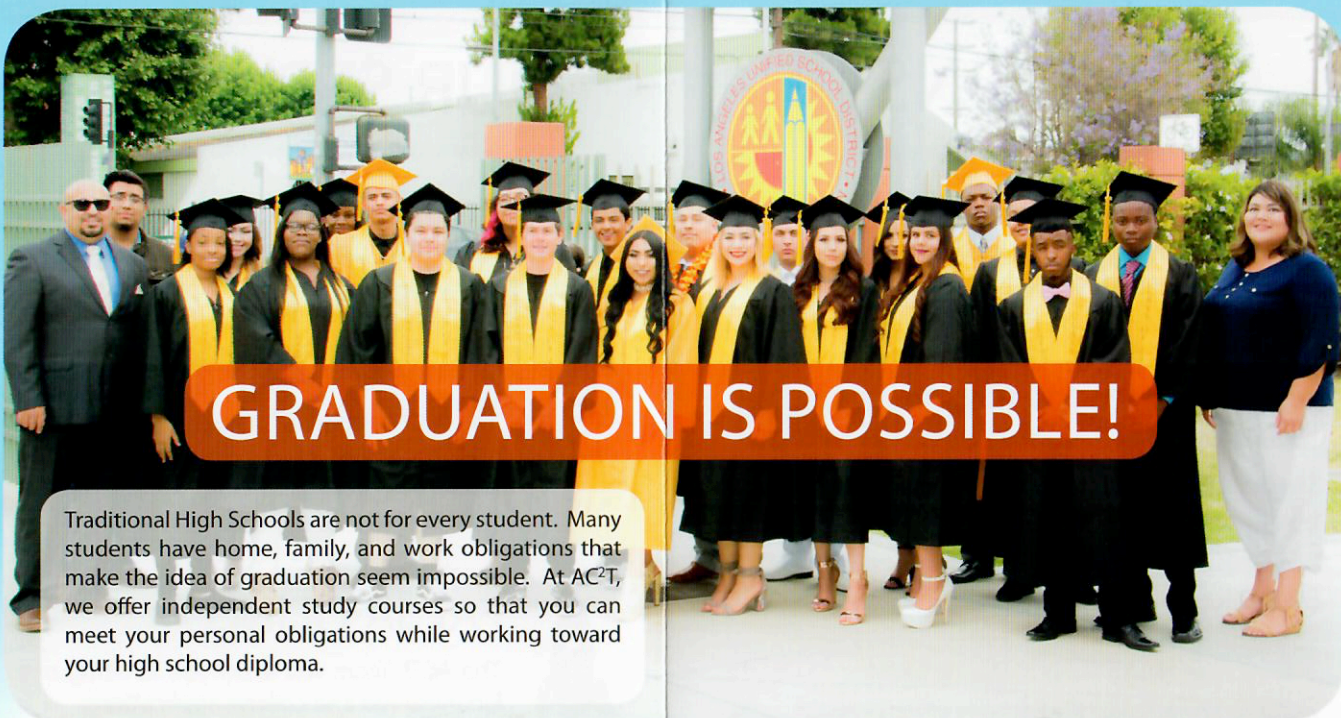 LOS ANGELES UNIFIED SCHOOL DISTRICT
GRADUATION IS POSSIBLE!
Traditional High Schools are not for every student. Many
students have home, family, and work obligations that
make the idea of graduation seem impossible. At AC²T,
we offer independent study courses so that you can
meet your personal obligations while working toward
your high school diploma.